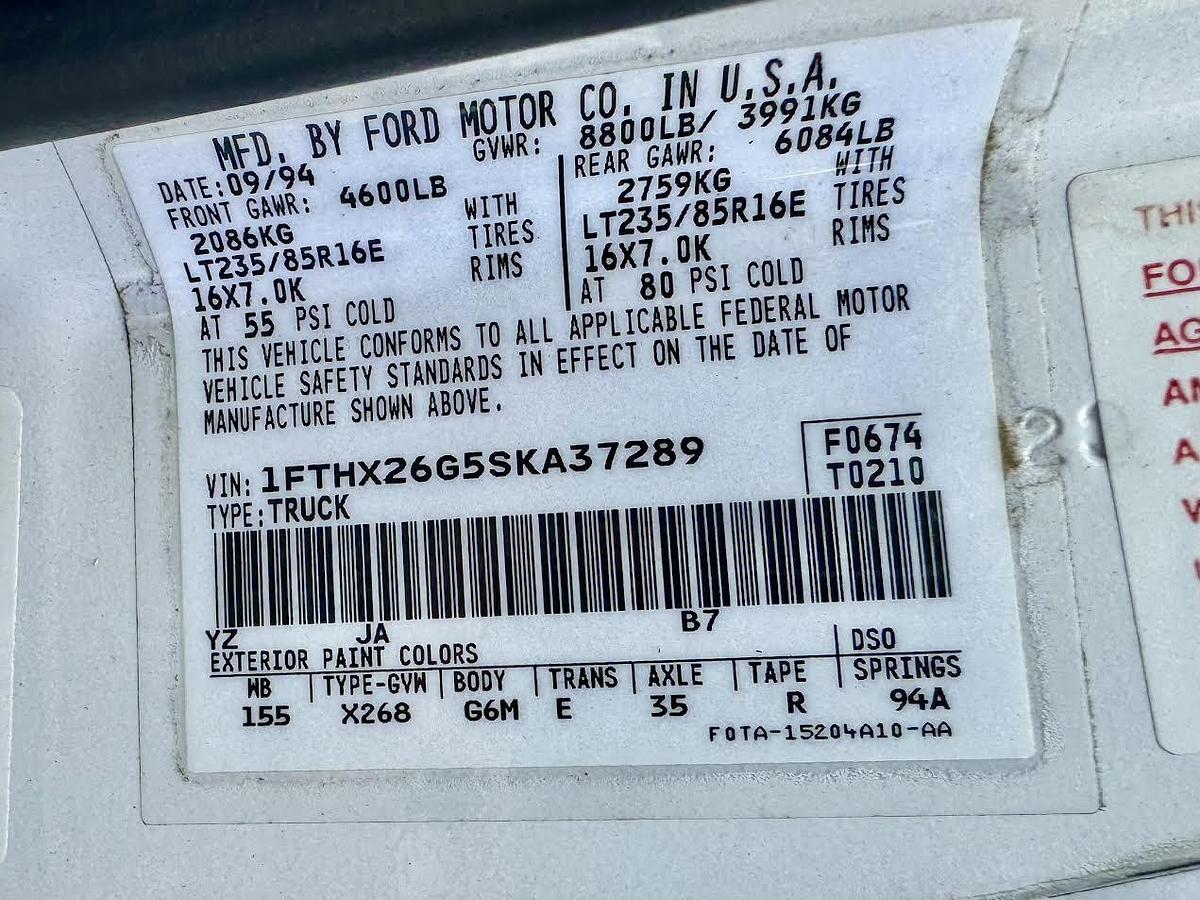 MFD. BY FORD MOTOR CO. IN U.S.A.
DATE: 09/94 GVWR: 8800LB/ 3991KG
FRONT GAWR: 4600LB
2086KG WITH
LT235/85R16E TIRES
16X7.0K RIMS
AT 55 PSI COLD
REAR GAWR: 6084LB
2759KG WITH
LT235/85R16E TIRES
16X7.0K RIMS
AT 80 PSI COLD
THIS VEHICLE CONFORMS TO ALL APPLICABLE FEDERAL MOTOR
VEHICLE SAFETY STANDARDS IN EFFECT ON THE DATE OF
MANUFACTURE SHOWN ABOVE.
VIN: 1FTHX26G5SKA37289
TYPE: TRUCK
F0674
T0210
YZ JA B7
EXTERIOR PAINT COLORS DSO
WB TYPE-GVW BODY TRANS AXLE TAPE SPRINGS
155 X268 G6M E 35 R 94A
F0TA-15204A10-AA